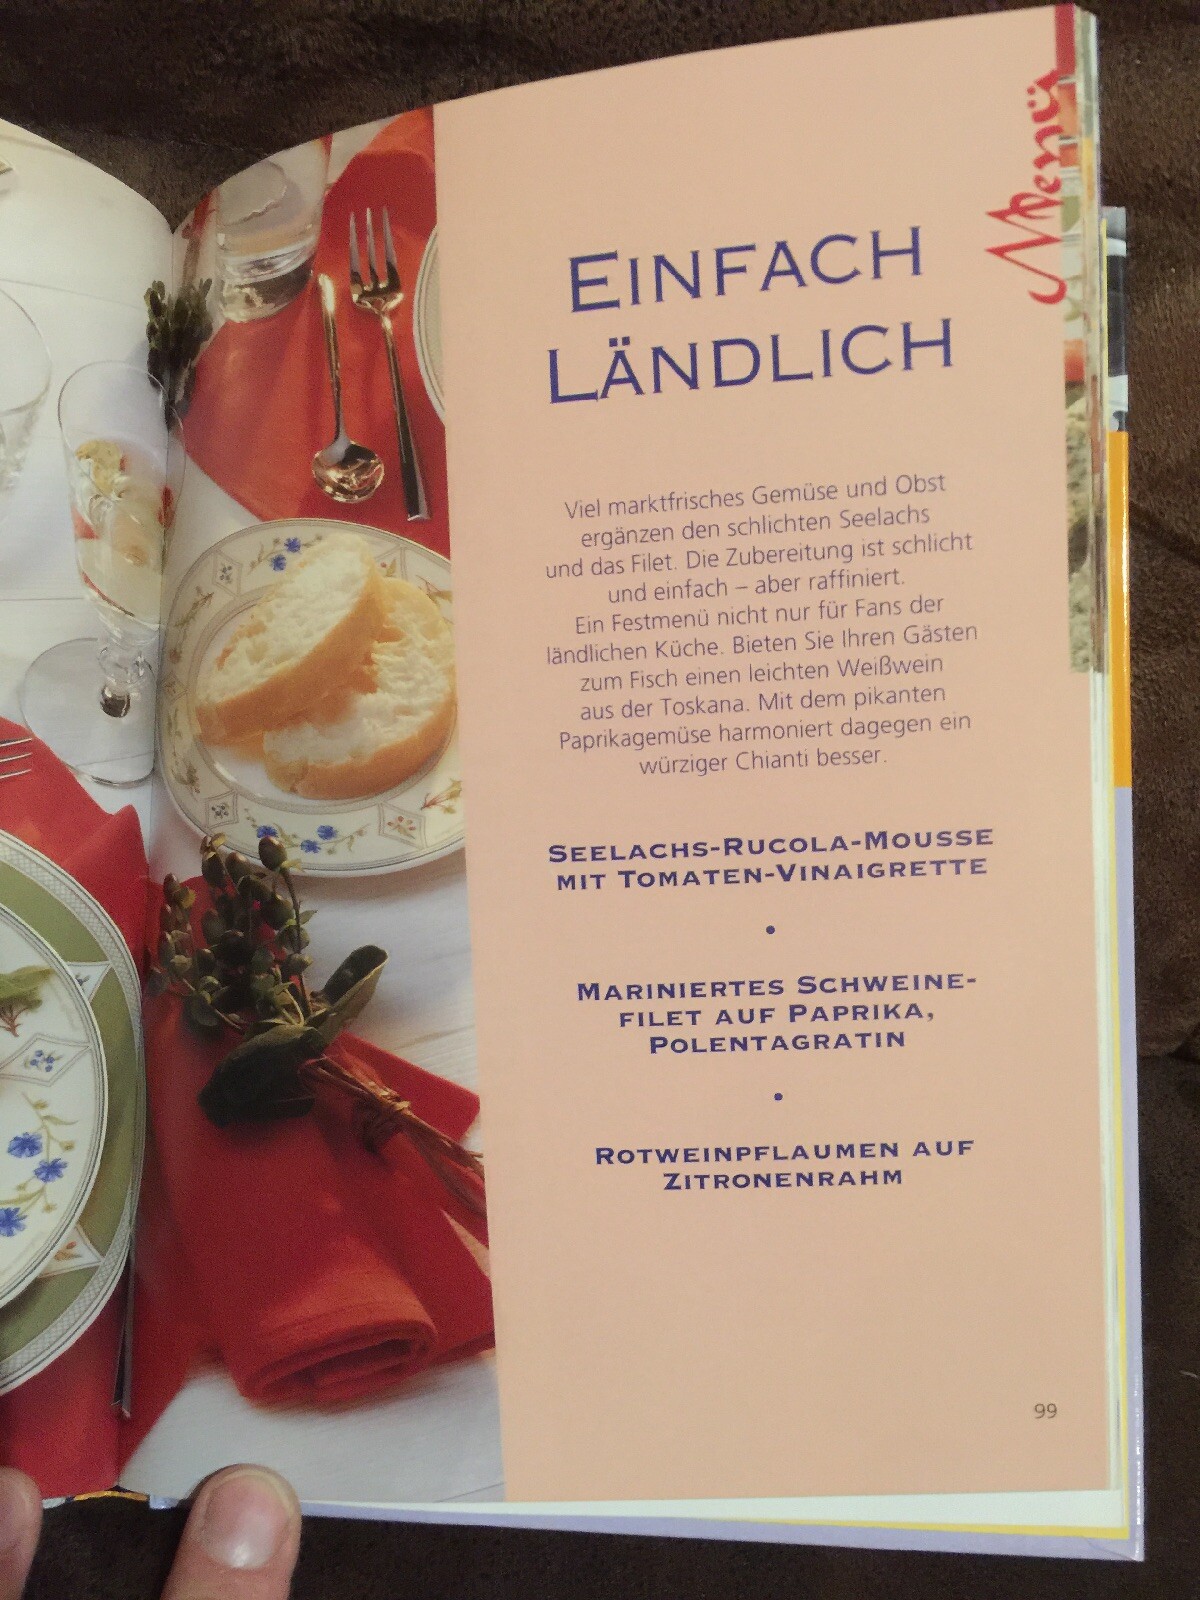 Menü
EINFACH
LÄNDLICH
Viel marktfrisches Gemüse und Obst
ergänzen den schlichten Seelachs
und das Filet. Die Zubereitung ist schlicht
und einfach – aber raffiniert.
Ein Festmenü nicht nur für Fans der
ländlichen Küche. Bieten Sie Ihren Gästen
zum Fisch einen leichten Weißwein
aus der Toskana. Mit dem pikanten
Paprikagemüse harmoniert dagegen ein
würziger Chianti besser.
SEELACHS-RUCOLA-MOUSSE
MIT TOMATEN-VINAIGRETTE
•
MARINIERTES SCHWEINE-
FILET AUF PAPRIKA,
POLENTAGRATIN
•
ROTWEINPFLAUMEN AUF
ZITRONENRAHM
99